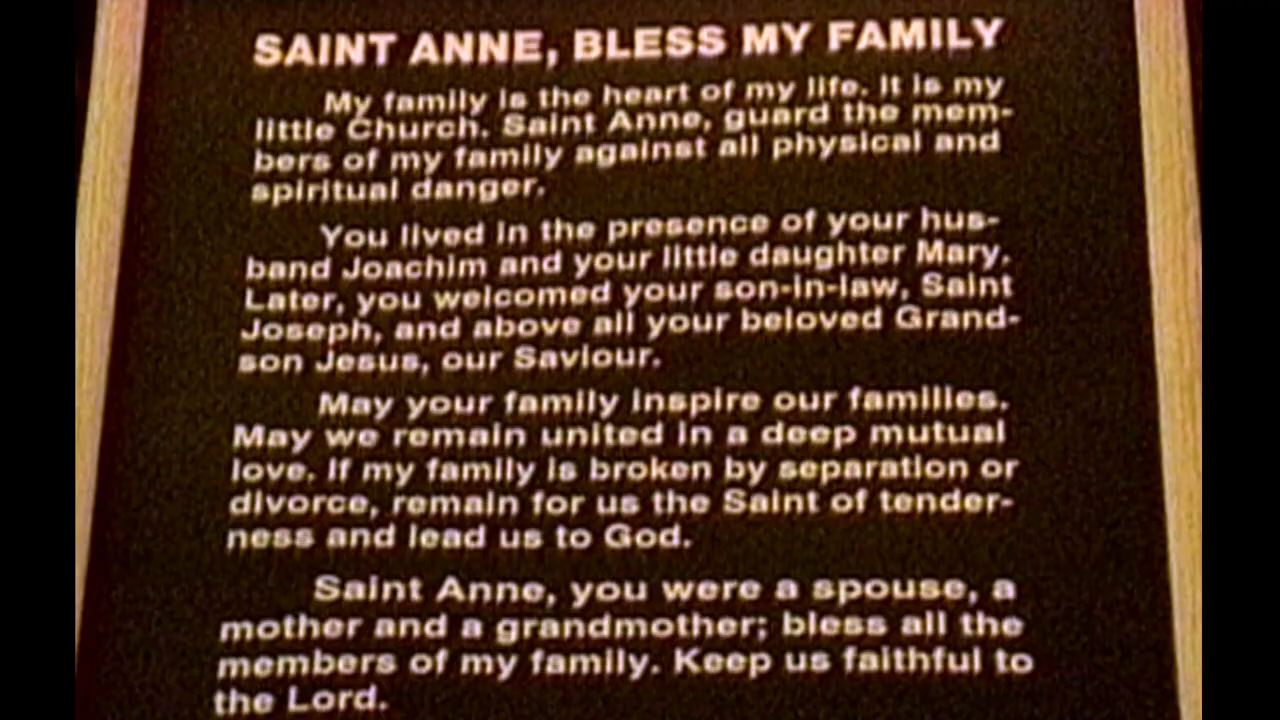 SAINT ANNE, BLESS MY FAMILY
My family is the heart of my life. It is my
little Church. Saint Anne, guard the mem-
bers of my family against all physical and
spiritual danger.
You lived in the presence of your hus-
band Joachim and your little daughter Mary.
Later, you welcomed your son-in-law, Saint
Joseph, and above all your beloved Grand-
son Jesus, our Saviour.
May your family inspire our families.
May we remain united in a deep mutual
love. If my family is broken by separation or
divorce, remain for us the Saint of tender-
ness and lead us to God.
Saint Anne, you were a spouse, a
mother and a grandmother; bless all the
members of my family. Keep us faithful to
the Lord.